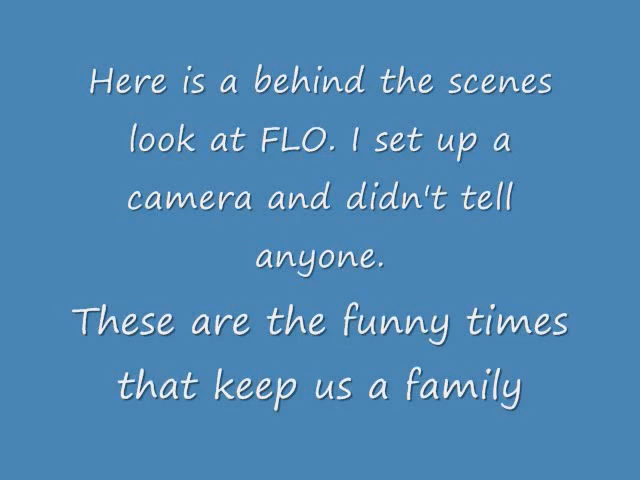 Here is a behind the scenes
look at FLO. I set up a
camera and didn't tell
anyone.
These are the funny times
that keep us a family